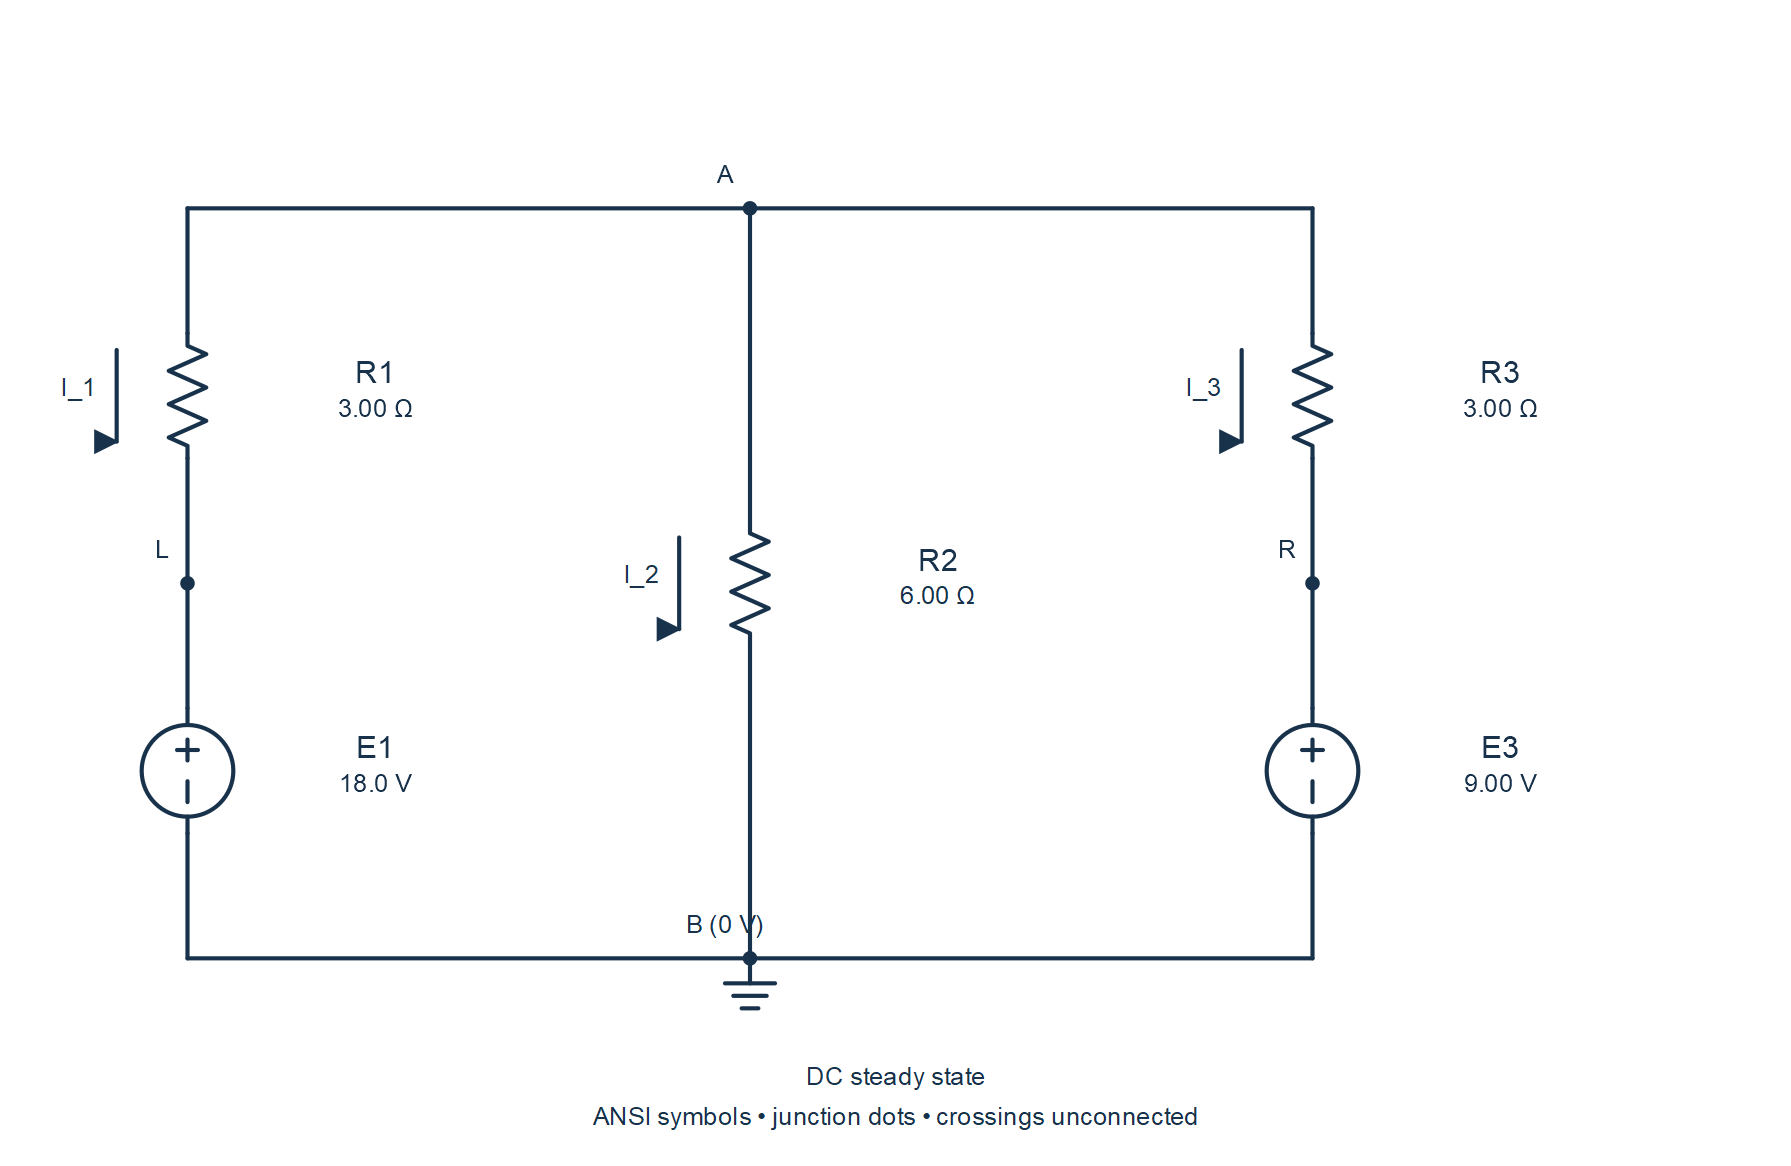 A
I_1
R1
3.00 Ω
I_3
R3
3.00 Ω
L
I_2
R2
6.00 Ω
R
E1
18.0 V
E3
9.00 V
B (0 V)
DC steady state
ANSI symbols • junction dots • crossings unconnected